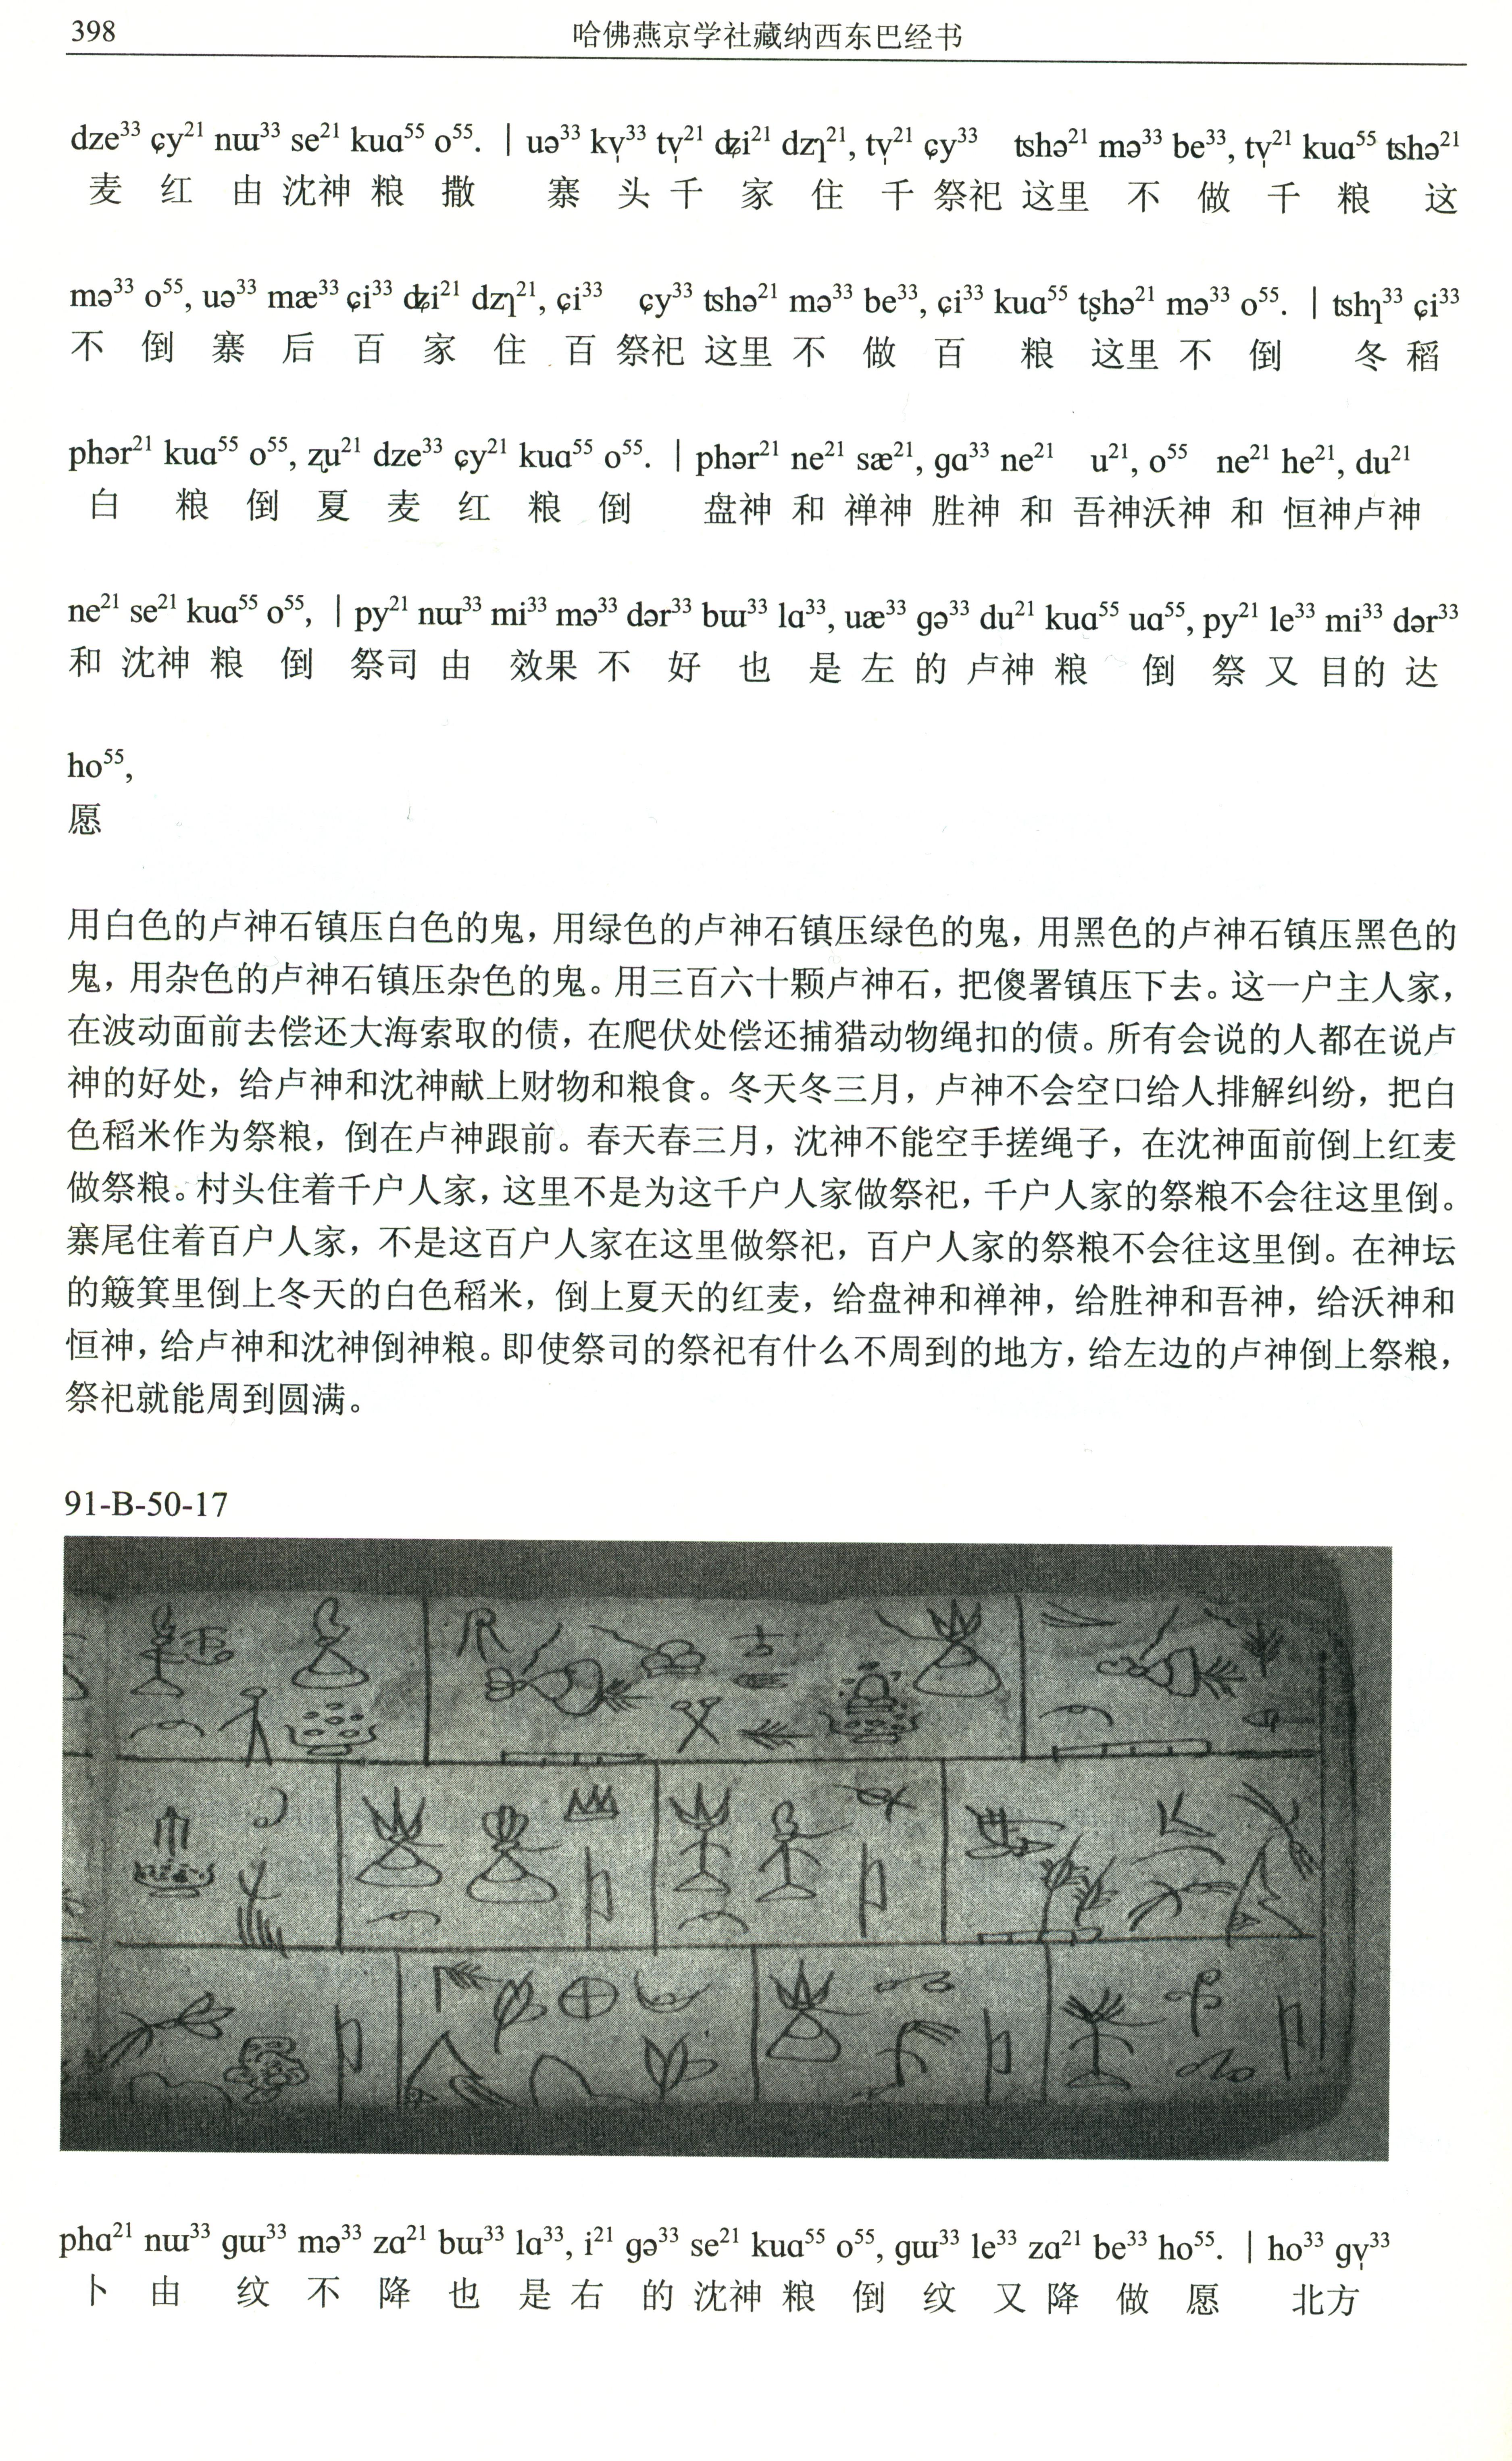 398
哈佛燕京学社藏纳西东巴经书
dze³³ ɕy²¹ nɯ³³ se²¹ kuɑ⁵⁵ o⁵⁵. | uə³³ kv̩³³ tv̩²¹ ʥi²¹ dzɿ²¹, tv̩²¹ ɕy³³ tshə²¹ mə³³ be³³, tv̩²¹ kuɑ⁵⁵ tshə²¹
麦 红 由 沈神 粮 撒 寨 头 千 家 住 千 祭祀 这里 不 做 千 粮 这
mə³³ o⁵⁵, uə³³ mæ³³ ɕi³³ ʥi²¹ dzɿ²¹, ɕi³³ ɕy³³ tshə²¹ mə³³ be³³, ɕi³³ kuɑ⁵⁵ tʂhə²¹ mə³³ o⁵⁵. | tshɿ³³ ɕi³³
不 倒 寨 后 百 家 住 百 祭祀 这里 不 做 百 粮 这里 不 倒 冬 稻
phər²¹ kuɑ⁵⁵ o⁵⁵, ʐu²¹ dze³³ ɕy²¹ kuɑ⁵⁵ o⁵⁵. | phər²¹ ne²¹ sæ²¹, gɑ³³ ne²¹ u²¹, o⁵⁵ ne²¹ he²¹, du²¹
白 粮 倒 夏 麦 红 粮 倒 盘神 和 禅神 胜神 和 吾神沃神 和 恒神卢神
ne²¹ se²¹ kuɑ⁵⁵ o⁵⁵, | py²¹ nɯ³³ mi³³ mə³³ dər³³ bɯ³³ lɑ³³, uæ³³ gə³³ du²¹ kuɑ⁵⁵ uɑ⁵⁵, py²¹ le³³ mi³³ dər³³
和 沈神 粮 倒 祭司 由 效果 不 好 也 是 左 的 卢神 粮 倒 祭 又 目的 达
ho⁵⁵,
愿
用白色的卢神石镇压白色的鬼，用绿色的卢神石镇压绿色的鬼，用黑色的卢神石镇压黑色的
鬼，用杂色的卢神石镇压杂色的鬼。用三百六十颗卢神石，把傻署镇压下去。这一户主人家，
在波动面前去偿还大海索取的债，在爬伏处偿还捕猎动物绳扣的债。所有会说的人都在说卢
神的好处，给卢神和沈神献上财物和粮食。冬天冬三月，卢神不会空口给人排解纠纷，把白
色稻米作为祭粮，倒在卢神跟前。春天春三月，沈神不能空手搓绳子，在沈神面前倒上红麦
做祭粮。村头住着千户人家，这里不是为这千户人家做祭祀，千户人家的祭粮不会往这里倒。
寨尾住着百户人家，不是这百户人家在这里做祭祀，百户人家的祭粮不会往这里倒。在神坛
的簸箕里倒上冬天的白色稻米，倒上夏天的红麦，给盘神和禅神，给胜神和吾神，给沃神和
恒神，给卢神和沈神倒神粮。即使祭司的祭祀有什么不周到的地方，给左边的卢神倒上祭粮，
祭祀就能周到圆满。
91-B-50-17
phɑ²¹ nɯ³³ gɯ³³ mə³³ zɑ²¹ bɯ³³ lɑ³³, i²¹ gə³³ se²¹ kuɑ⁵⁵ o⁵⁵, gɯ³³ le³³ zɑ²¹ be³³ ho⁵⁵. | ho³³ gv̩³³
卜 由 纹 不 降 也 是 右 的 沈神 粮 倒 纹 又 降 做 愿 北方